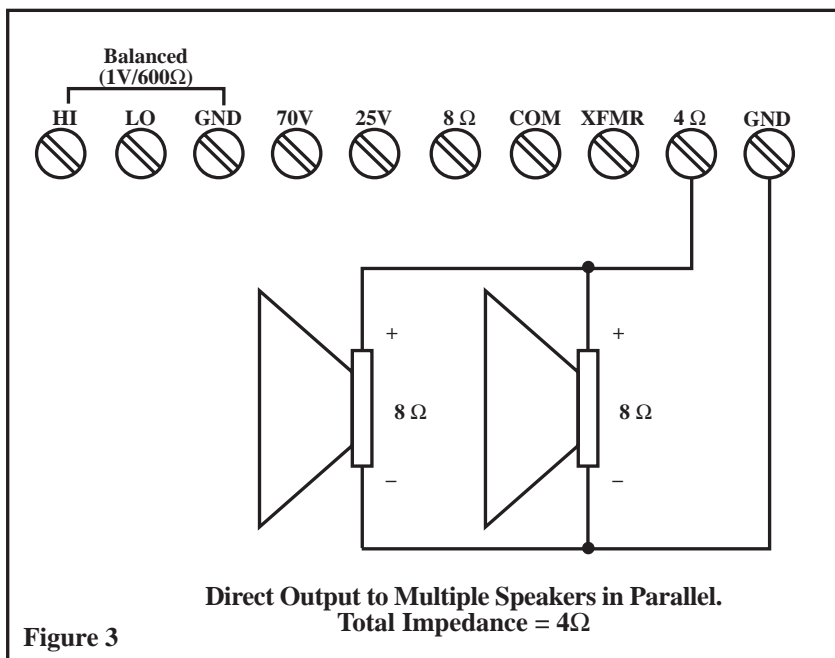 Balanced
(1V/600Ω)
HI LO GND 70V 25V 8 Ω COM XFMR 4 Ω GND
+ +
8 Ω 8 Ω
– –
Direct Output to Multiple Speakers in Parallel.
Total Impedance = 4Ω
Figure 3